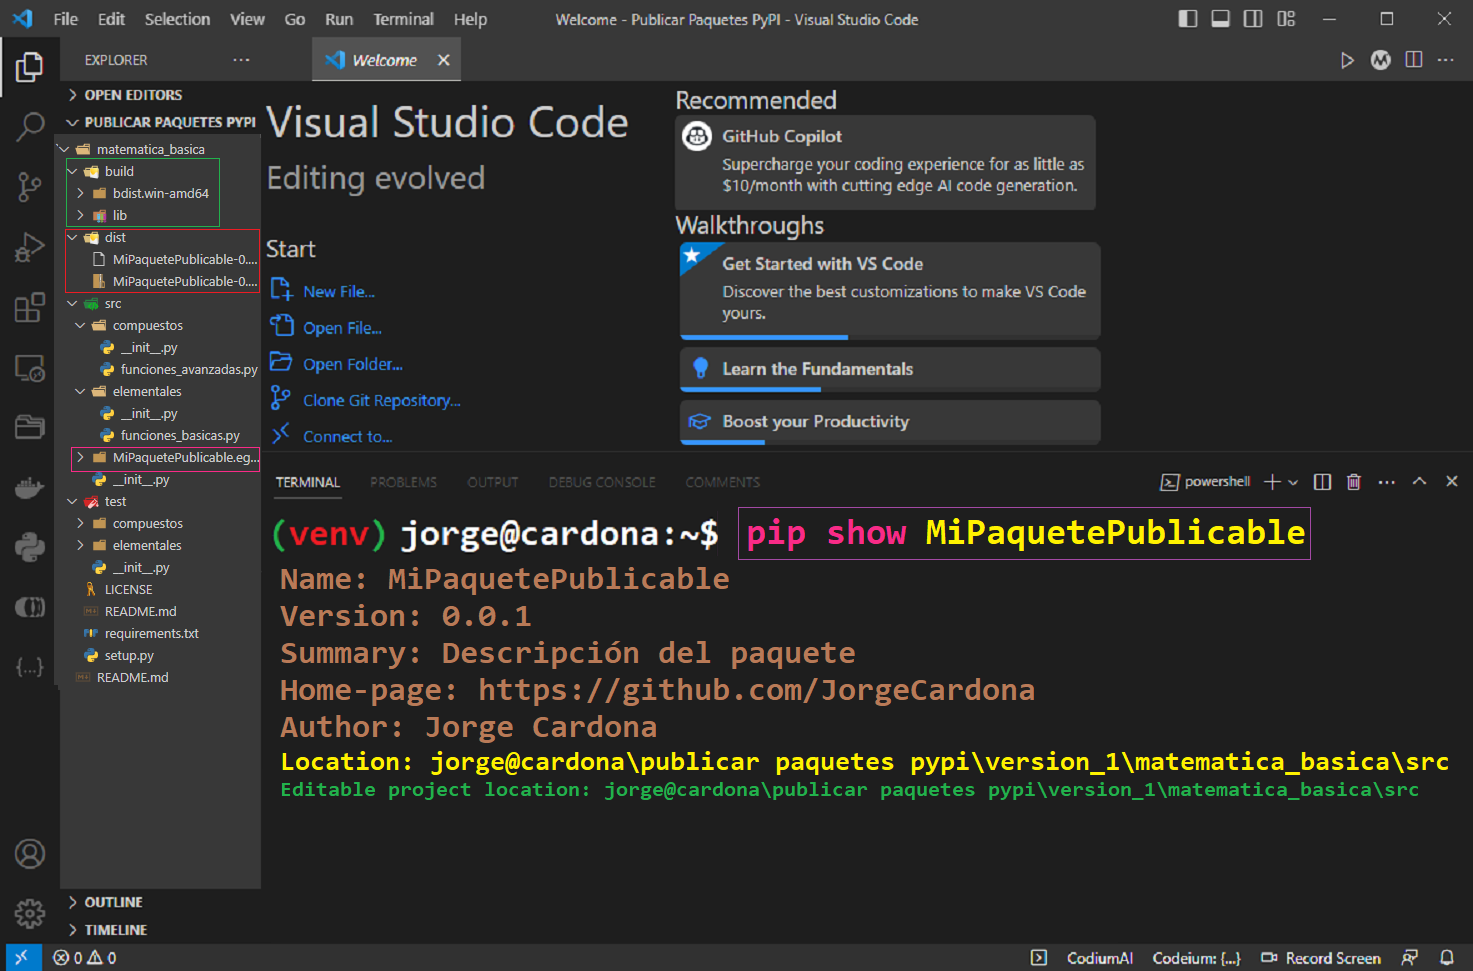 File Edit Selection View Go Run Terminal Help
Welcome - Publicar Paquetes PyPI - Visual Studio Code
EXPLORER ···
Welcome
OPEN EDITORS
PUBLICAR PAQUETES PYPI
matematica_basica
build
bdist.win-amd64
lib
dist
MiPaquetePublicable-0....
MiPaquetePublicable-0....
src
compuestos
__init__.py
funciones_avanzadas.py
elementales
__init__.py
funciones_basicas.py
MiPaquetePublicable.eg...
__init__.py
test
compuestos
elementales
__init__.py
LICENSE
README.md
requirements.txt
setup.py
README.md
OUTLINE
TIMELINE
Visual Studio Code
Editing evolved
Start
New File...
Open File...
Open Folder...
Clone Git Repository...
Connect to...
Recommended
GitHub Copilot
Supercharge your coding experience for as little as
$10/month with cutting edge AI code generation.
Walkthroughs
Get Started with VS Code
Discover the best customizations to make VS Code
yours.
Learn the Fundamentals
Boost your Productivity
TERMINAL PROBLEMS OUTPUT DEBUG CONSOLE COMMENTS
powershell
(venv) jorge@cardona:~$ pip show MiPaquetePublicable
Name: MiPaquetePublicable
Version: 0.0.1
Summary: Descripción del paquete
Home-page: https://github.com/JorgeCardona
Author: Jorge Cardona
Location: jorge@cardona\publicar paquetes pypi\version_1\matematica_basica\src
Editable project location: jorge@cardona\publicar paquetes pypi\version_1\matematica_basica\src
0 0
CodiumAI Codeium: {...} Record Screen